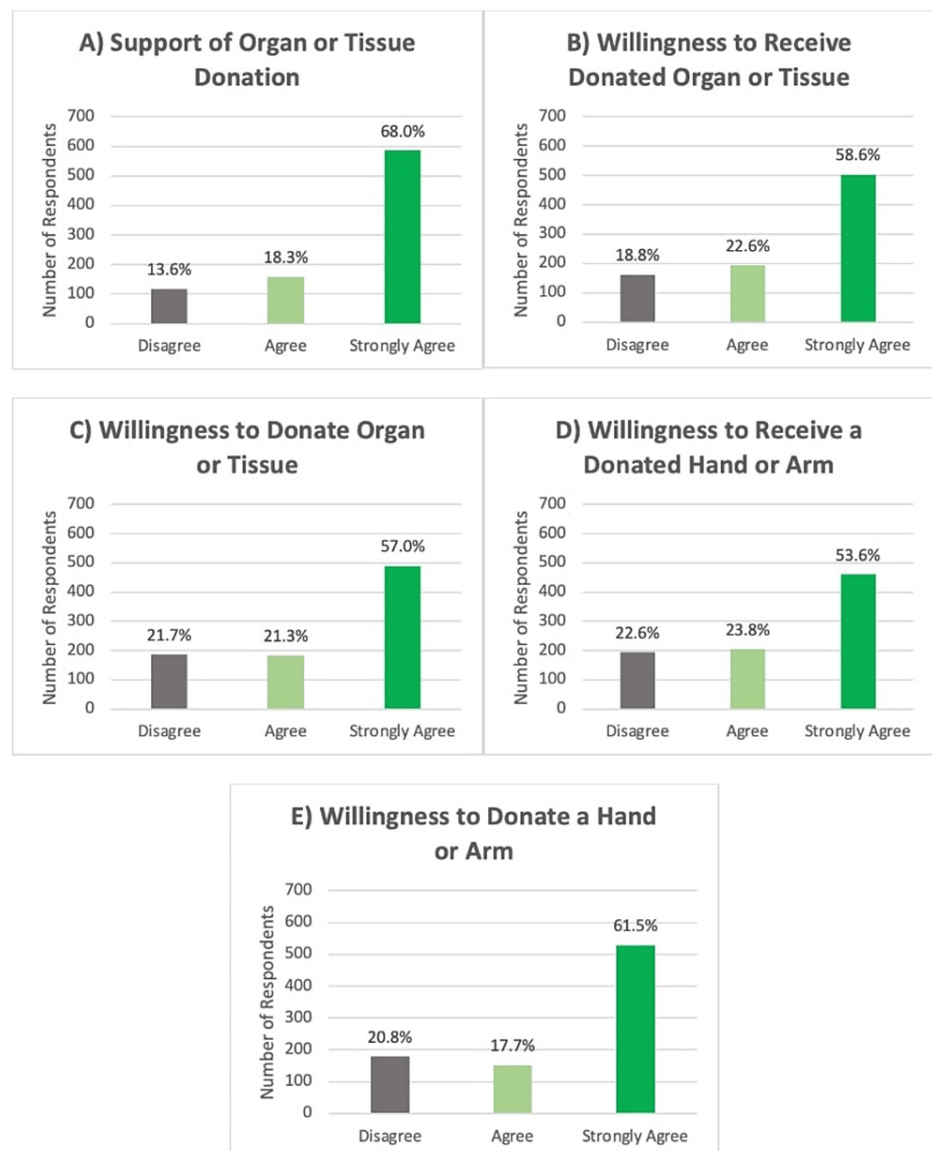 A) Support of Organ or Tissue
Donation
Number of Respondents
700
600
500
400
300
200
100
0
13.6%
18.3%
68.0%
Disagree
Agree
Strongly Agree
B) Willingness to Receive
Donated Organ or Tissue
Number of Respondents
700
600
500
400
300
200
100
0
18.8%
22.6%
58.6%
Disagree
Agree
Strongly Agree
C) Willingness to Donate Organ
or Tissue
Number of Respondents
700
600
500
400
300
200
100
0
21.7%
21.3%
57.0%
Disagree
Agree
Strongly Agree
D) Willingness to Receive a
Donated Hand or Arm
Number of Respondents
700
600
500
400
300
200
100
0
22.6%
23.8%
53.6%
Disagree
Agree
Strongly Agree
E) Willingness to Donate a Hand
or Arm
Number of Respondents
700
600
500
400
300
200
100
0
20.8%
17.7%
61.5%
Disagree
Agree
Strongly Agree